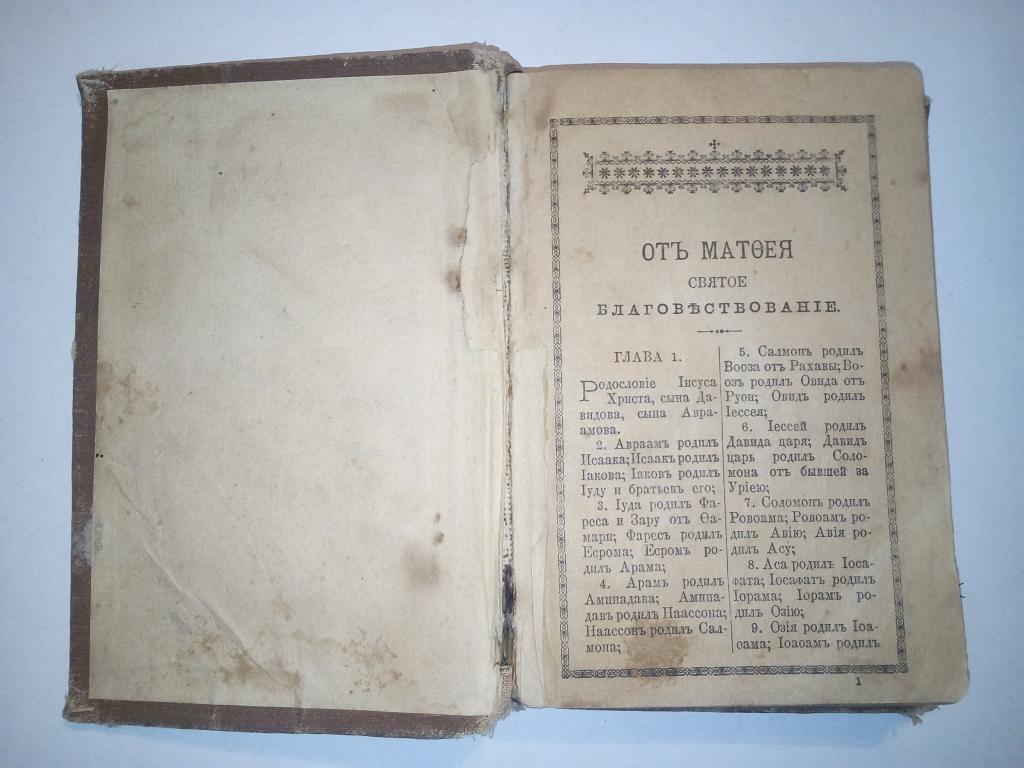 ОТЪ МАТѲЕЯ
СВЯТОЕ
БЛАГОВѢСТВОВАНІЕ.
ГЛАВА 1.
Родословіе Іисуса
Христа, сына Да-
видова, сына Авра-
амова.
2. Авраамъ родилъ
Исаака; Исаакъ родилъ
Іакова; Іаковъ родилъ
Іуду и братьевъ его;
3. Іуда родилъ Фа-
реса и Зару отъ Ѳа-
мари; Фаресъ родилъ
Есрома; Есромъ ро-
дилъ Арама;
4. Арамъ родилъ
Аминадава; Амина-
давъ родилъ Наассона;
Наассонъ родилъ Сал-
мона;
5. Салмонъ родилъ
Вооза отъ Рахавы; Во-
озъ родилъ Овида отъ
Руѳи; Овидъ родилъ
Іессея;
6. Іессей родилъ
Давида царя; Давидъ
царь родилъ Соло-
мона отъ бывшей за
Уріею;
7. Соломонъ родилъ
Ровоама; Ровоамъ ро-
дилъ Авію; Авія ро-
дилъ Асу;
8. Аса родилъ Іоса-
фата; Іосафатъ родилъ
Іорама; Іорамъ ро-
дилъ Озію;
9. Озія родилъ Іоа-
ѳама; Іоаѳамъ родилъ
1